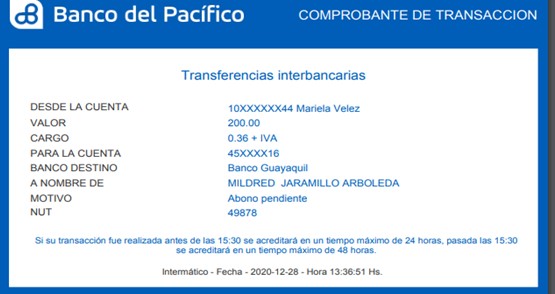 Banco del Pacífico
COMPROBANTE DE TRANSACCION
Transferencias interbancarias
DESDE LA CUENTA 10XXXXXX44 Mariela Velez
VALOR 200.00
CARGO 0.36 + IVA
PARA LA CUENTA 45XXXX16
BANCO DESTINO Banco Guayaquil
A NOMBRE DE MILDRED JARAMILLO ARBOLEDA
MOTIVO Abono pendiente
NUT 49878
Si su transacción fue realizada antes de las 15:30 se acreditará en un tiempo máximo de 24 horas, pasada las 15:30
se acreditará en un tiempo máximo de 48 horas.
Intermático - Fecha - 2020-12-28 - Hora 13:36:51 Hs.